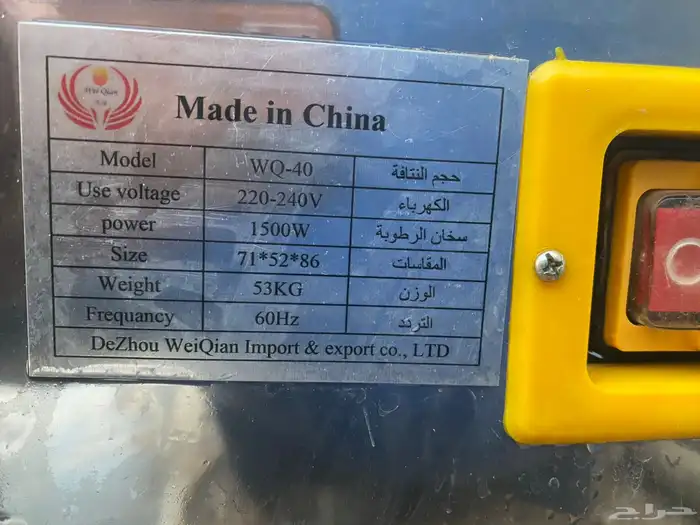 Wei Qian
Made in China
Model WQ-40 حجم النتافة
Use voltage 220-240V الكهرباء
power 1500W سخان الرطوبة
Size 71*52*86 المقاسات
Weight 53KG الوزن
Frequancy 60Hz التردد
DeZhou WeiQian Import & export co., LTD
حراج